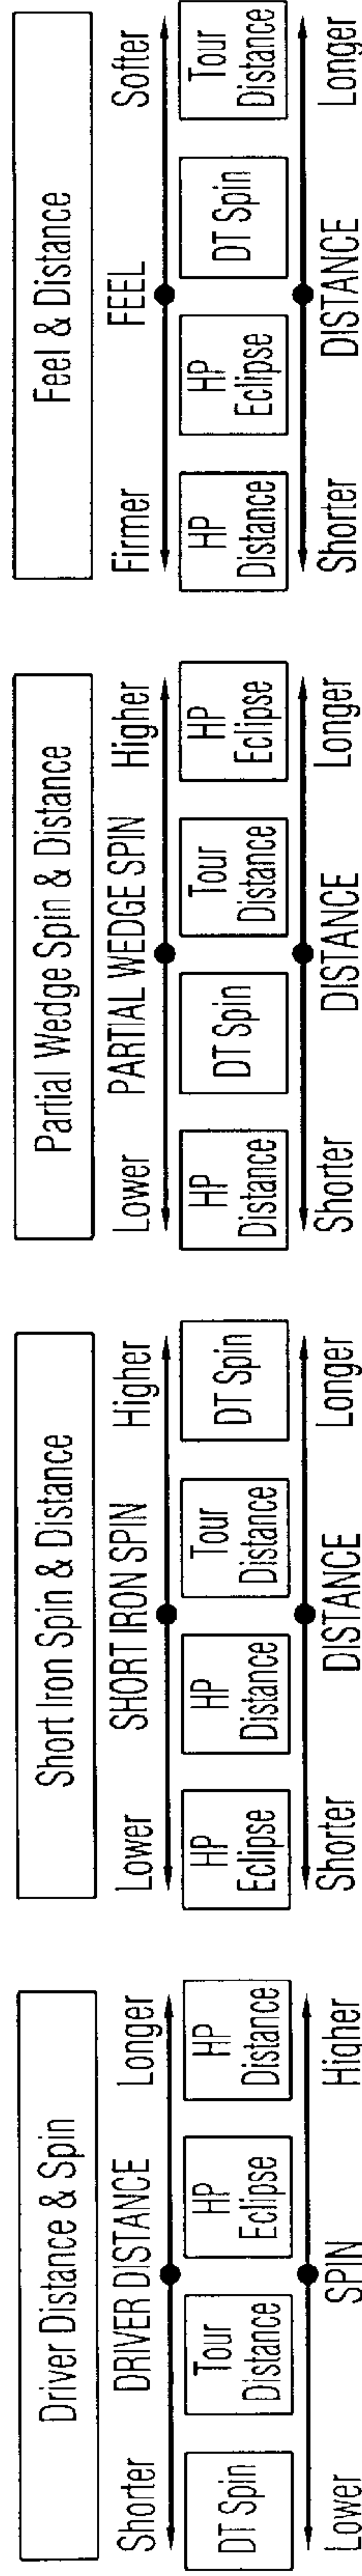 Driver Distance & Spin
Shorter DRIVER DISTANCE Longer
DT Spin
Tour
Distance
HP
Eclipse
HP
Distance
Lower SPIN Higher
Short Iron Spin & Distance
Lower SHORT IRON SPIN Higher
HP
Eclipse
HP
Distance
Tour
Distance
DT Spin
Shorter DISTANCE Longer
Partial Wedge Spin & Distance
Lower PARTIAL WEDGE SPIN Higher
HP
Distance
DT Spin
Tour
Distance
HP
Eclipse
Shorter DISTANCE Longer
Feel & Distance
Firmer FEEL Softer
HP
Distance
HP
Eclipse
DT Spin
Tour
Distance
Shorter DISTANCE Longer